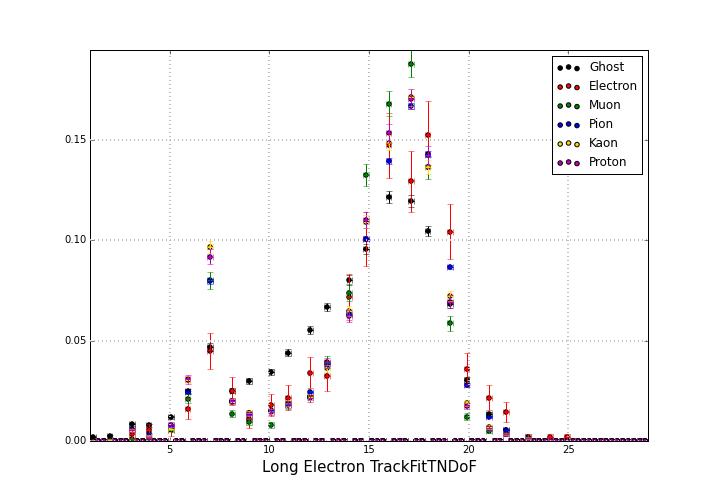 0.15
0.10
0.05
0.00
5
10
15
20
25
Long Electron TrackFitTNDoF
Ghost
Electron
Muon
Pion
Kaon
Proton